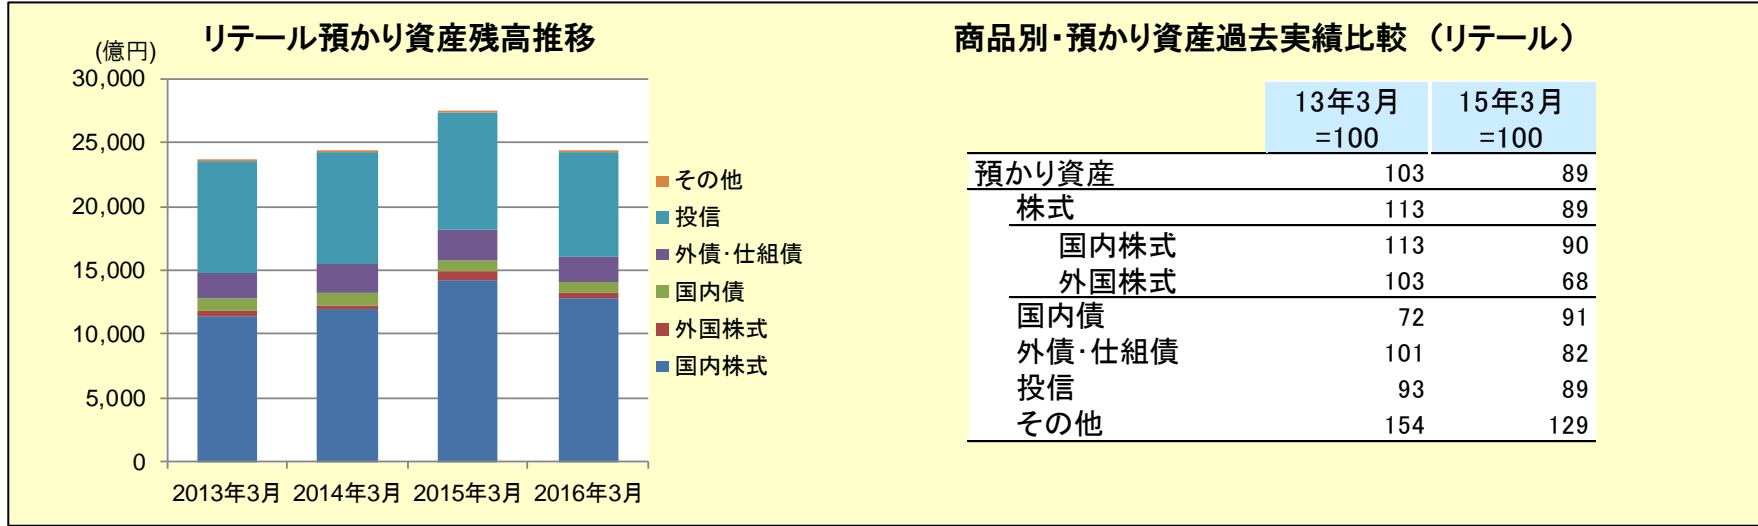 リテール預かり資産残高推移
(億円)
30,000
25,000
20,000
15,000
10,000
5,000
0
2013年3月 2014年3月 2015年3月 2016年3月
その他
投信
外債・仕組債
国内債
外国株式
国内株式
商品別・預かり資産過去実績比較 （リテール）
13年3月 15年3月
=100 =100
預かり資産 103 89
株式 113 89
国内株式 113 90
外国株式 103 68
国内債 72 91
外債・仕組債 101 82
投信 93 89
その他 154 129